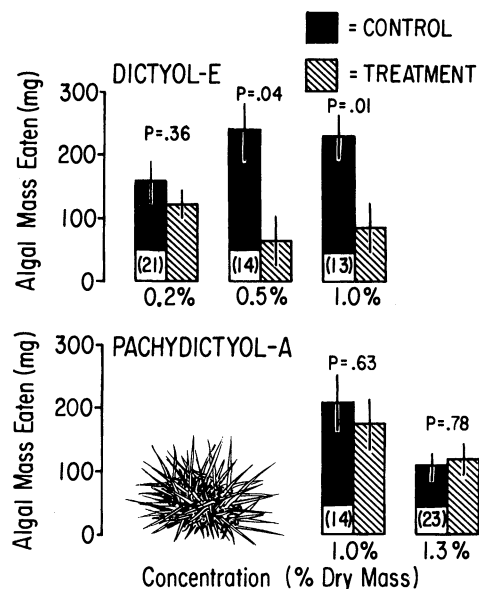 = CONTROL
= TREATMENT
DICTYOL-E
Algal Mass Eaten (mg)
300
200
100
0
P=.36
P=.04
P=.01
(21)
(14)
(13)
0.2%
0.5%
1.0%
PACHYDICTYOL-A
Algal Mass Eaten (mg)
300
200
100
0
P=.63
P=.78
(14)
(23)
1.0%
1.3%
Concentration (% Dry Mass)